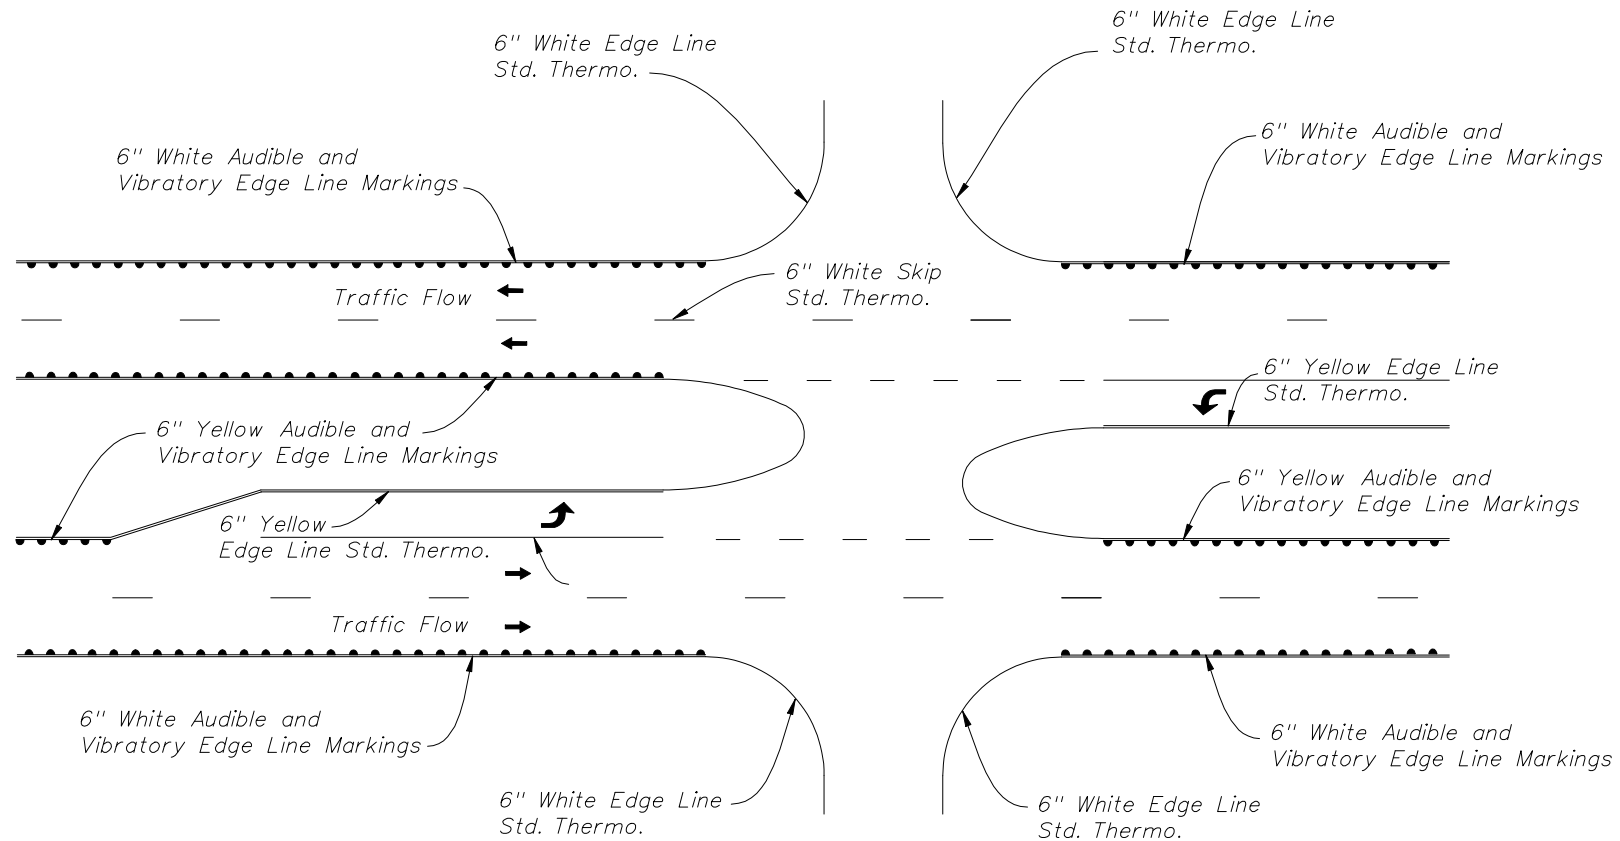 6" White Edge Line
Std. Thermo.
6" White Edge Line
Std. Thermo.
6" White Audible and
Vibratory Edge Line Markings
6" White Audible and
Vibratory Edge Line Markings
Traffic Flow
6" White Skip
Std. Thermo.
6" Yellow Edge Line
Std. Thermo.
6" Yellow Audible and
Vibratory Edge Line Markings
6" Yellow Audible and
Vibratory Edge Line Markings
6" Yellow
Edge Line Std. Thermo.
Traffic Flow
6" White Audible and
Vibratory Edge Line Markings
6" White Audible and
Vibratory Edge Line Markings
6" White Edge Line
Std. Thermo.
6" White Edge Line
Std. Thermo.